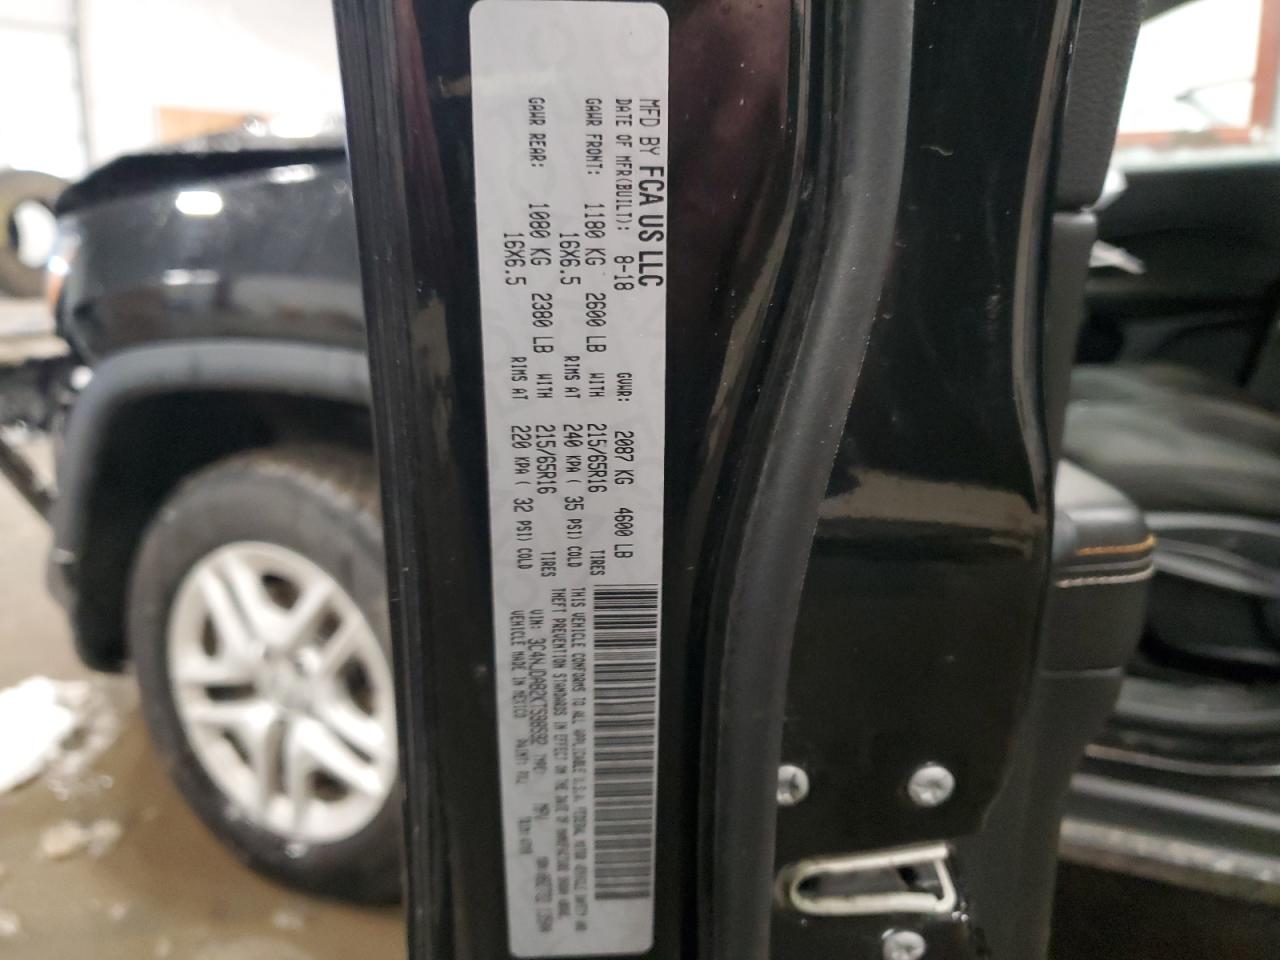 MFD BY FCA US LLC
DATE OF MFR(BUILT): 8-18 GVWR: 2087 KG 4600 LB
GAWR FRONT: 1180 KG 2600 LB WITH 215/65R16 TIRES
16X6.5 RIMS AT 240 KPA( 35 PSI) COLD
GAWR REAR: 1080 KG 2380 LB WITH 215/65R16 TIRES
16X6.5 RIMS AT 220 KPA( 32 PSI) COLD
THIS VEHICLE CONFORMS TO ALL APPLICABLE U.S.A. FEDERAL MOTOR VEHICLE SAFETY AND
THEFT PREVENTION STANDARDS IN EFFECT ON THE DATE OF MANUFACTURE SHOWN ABOVE.
VIN: TYPE: MPV
VEHICLE MADE IN MEXICO PAINT: